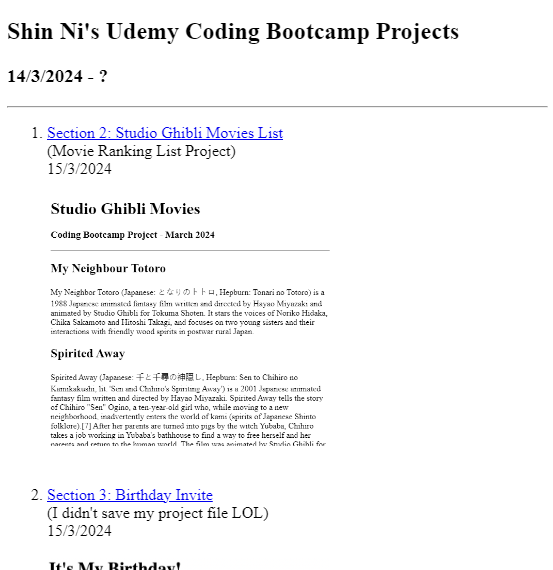 Shin Ni's Udemy Coding Bootcamp Projects
14/3/2024 - ?
1. Section 2: Studio Ghibli Movies List
(Movie Ranking List Project)
15/3/2024
Studio Ghibli Movies
Coding Bootcamp Project - March 2024
My Neighbour Totoro
My Neighbor Totoro (Japanese: となりのトトロ, Hepburn: Tonari no Totoro) is a
1988 Japanese animated fantasy film written and directed by Hayao Miyazaki and
animated by Studio Ghibli for Tokuma Shoten. It stars the voices of Noriko Hidaka,
Chika Sakamoto and Hitoshi Takagi, and focuses on two young sisters and their
interactions with friendly wood spirits in postwar rural Japan.
Spirited Away
Spirited Away (Japanese: 千と千尋の神隠し, Hepburn: Sen to Chihiro no
Kamikakushi, lit. 'Sen and Chihiro's Spiriting Away') is a 2001 Japanese animated
fantasy film written and directed by Hayao Miyazaki. Spirited Away tells the story
of Chihiro "Sen" Ogino, a ten-year-old girl who, while moving to a new
neighborhood, inadvertently enters the world of kami (spirits of Japanese Shinto
folklore).[7] After her parents are turned into pigs by the witch Yubaba, Chihiro
takes a job working in Yubaba's bathhouse to find a way to free herself and her
parents and return to the human world. The film was animated by Studio Ghibli for
2. Section 3: Birthday Invite
(I didn't save my project file LOL)
15/3/2024
It's My Birthday!